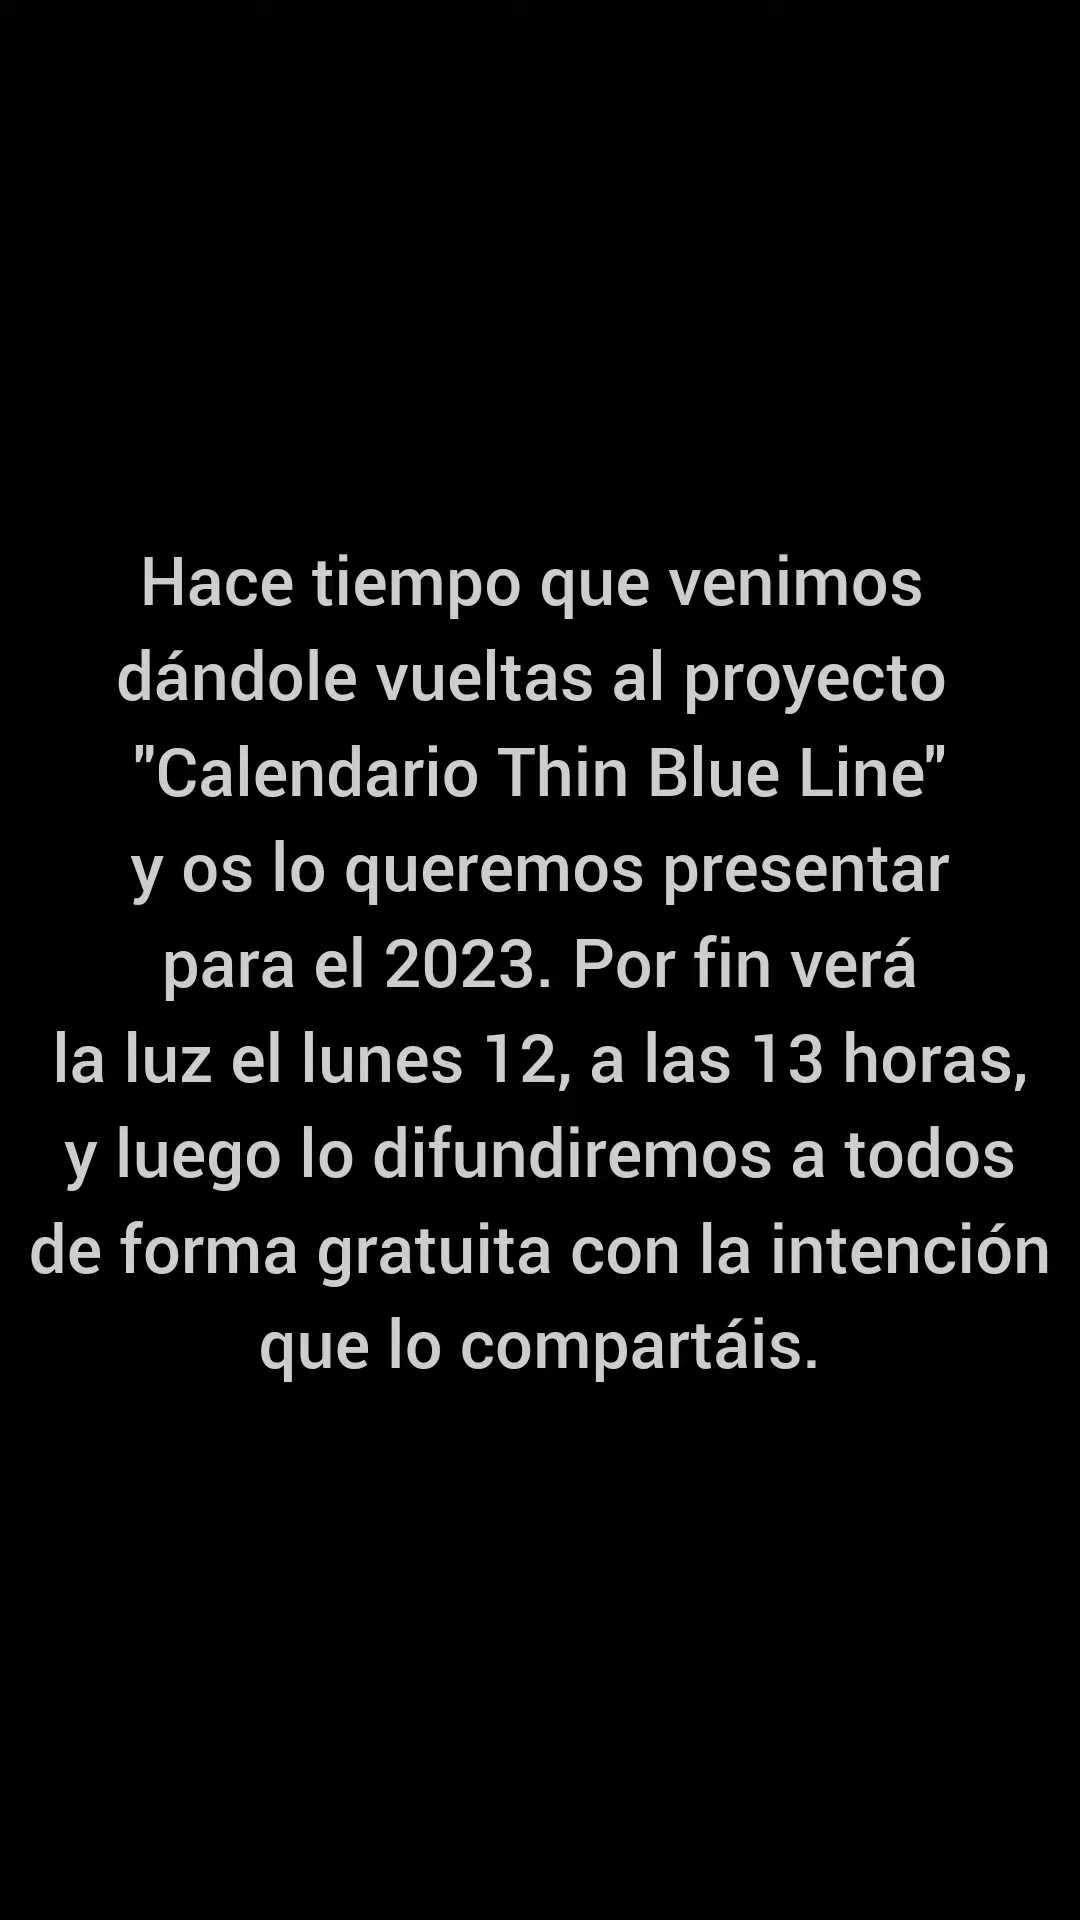 Hace tiempo que venimos
dándole vueltas al proyecto
"Calendario Thin Blue Line"
y os lo queremos presentar
para el 2023. Por fin verá
la luz el lunes 12, a las 13 horas,
y luego lo difundiremos a todos
de forma gratuita con la intención
que lo compartáis.